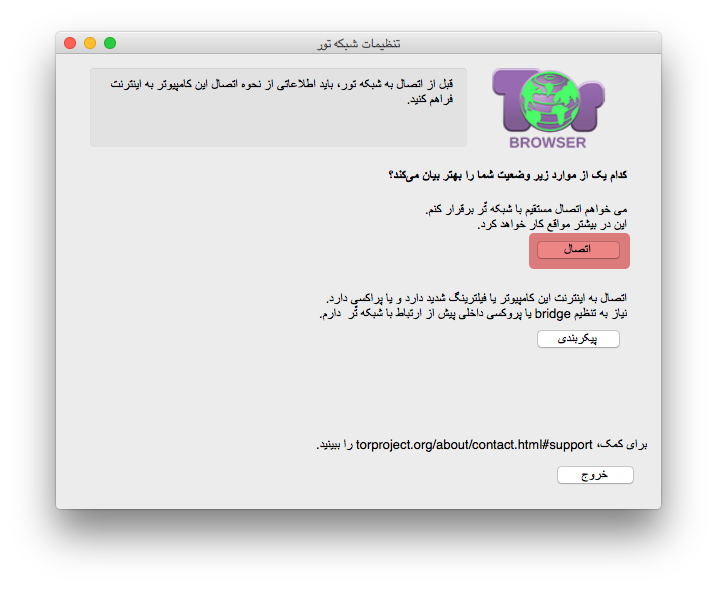 تنظیمات شبکه تور
Tor
BROWSER
قبل از اتصال به شبکه تور، باید اطلاعاتی از نحوه اتصال این کامپیوتر به اینترنت
فراهم کنید.
کدام یک از موارد زیر وضعیت شما را بهتر بیان می‌کند؟
می خواهم اتصال مستقیم با شبکه تُر برقرار کنم.
این در بیشتر مواقع کار خواهد کرد.
اتصال
اتصال به اینترنت این کامپیوتر یا فیلترینگ شدید دارد و یا پراکسی دارد.
نیاز به تنظیم bridge یا پروکسی داخلی پیش از ارتباط با شبکه تُر دارم.
پیکربندی
برای کمک، torproject.org/about/contact.html#support را ببینید.
خروج